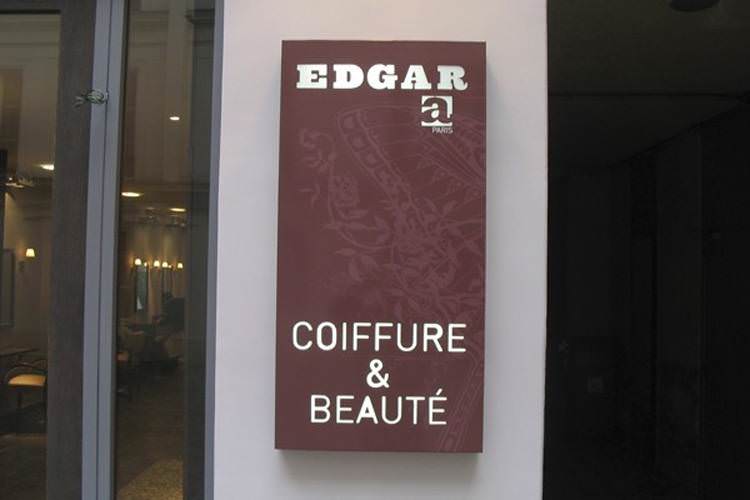 EDGAR
a
PARIS
COIFFURE
&
BEAUTÉ